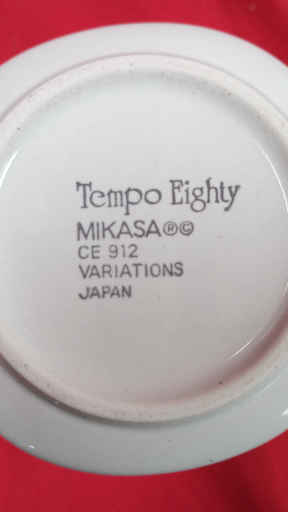 Tempo Eighty
MIKASA®©
CE 912
VARIATIONS
JAPAN